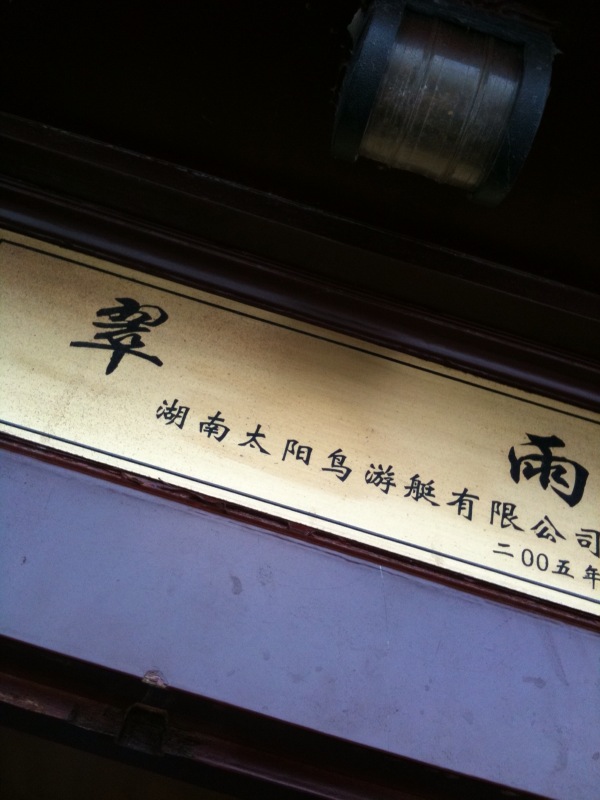 翠 雨
湖南太阳鸟游艇有限公司
二00五年